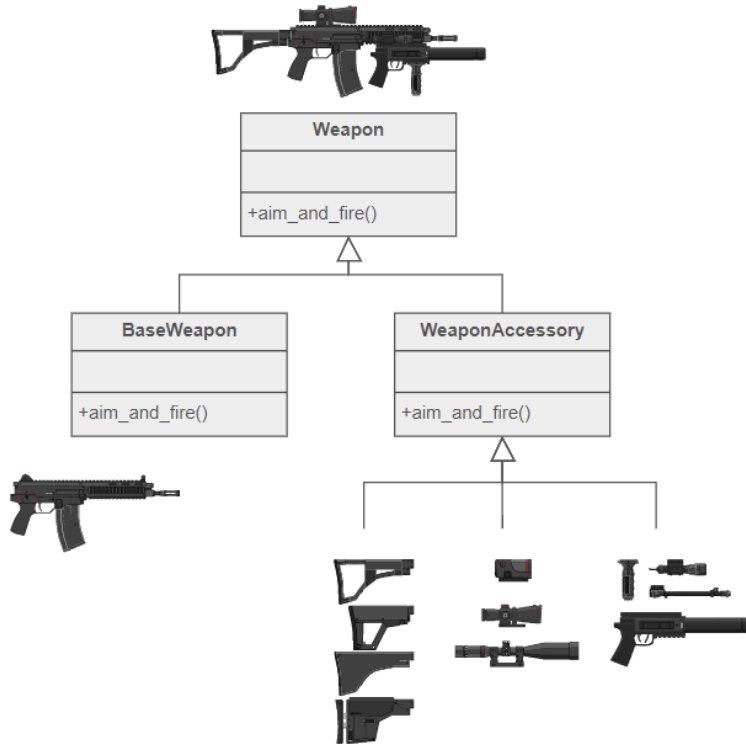 Weapon
+aim_and_fire()
BaseWeapon
WeaponAccessory
+aim_and_fire()
+aim_and_fire()